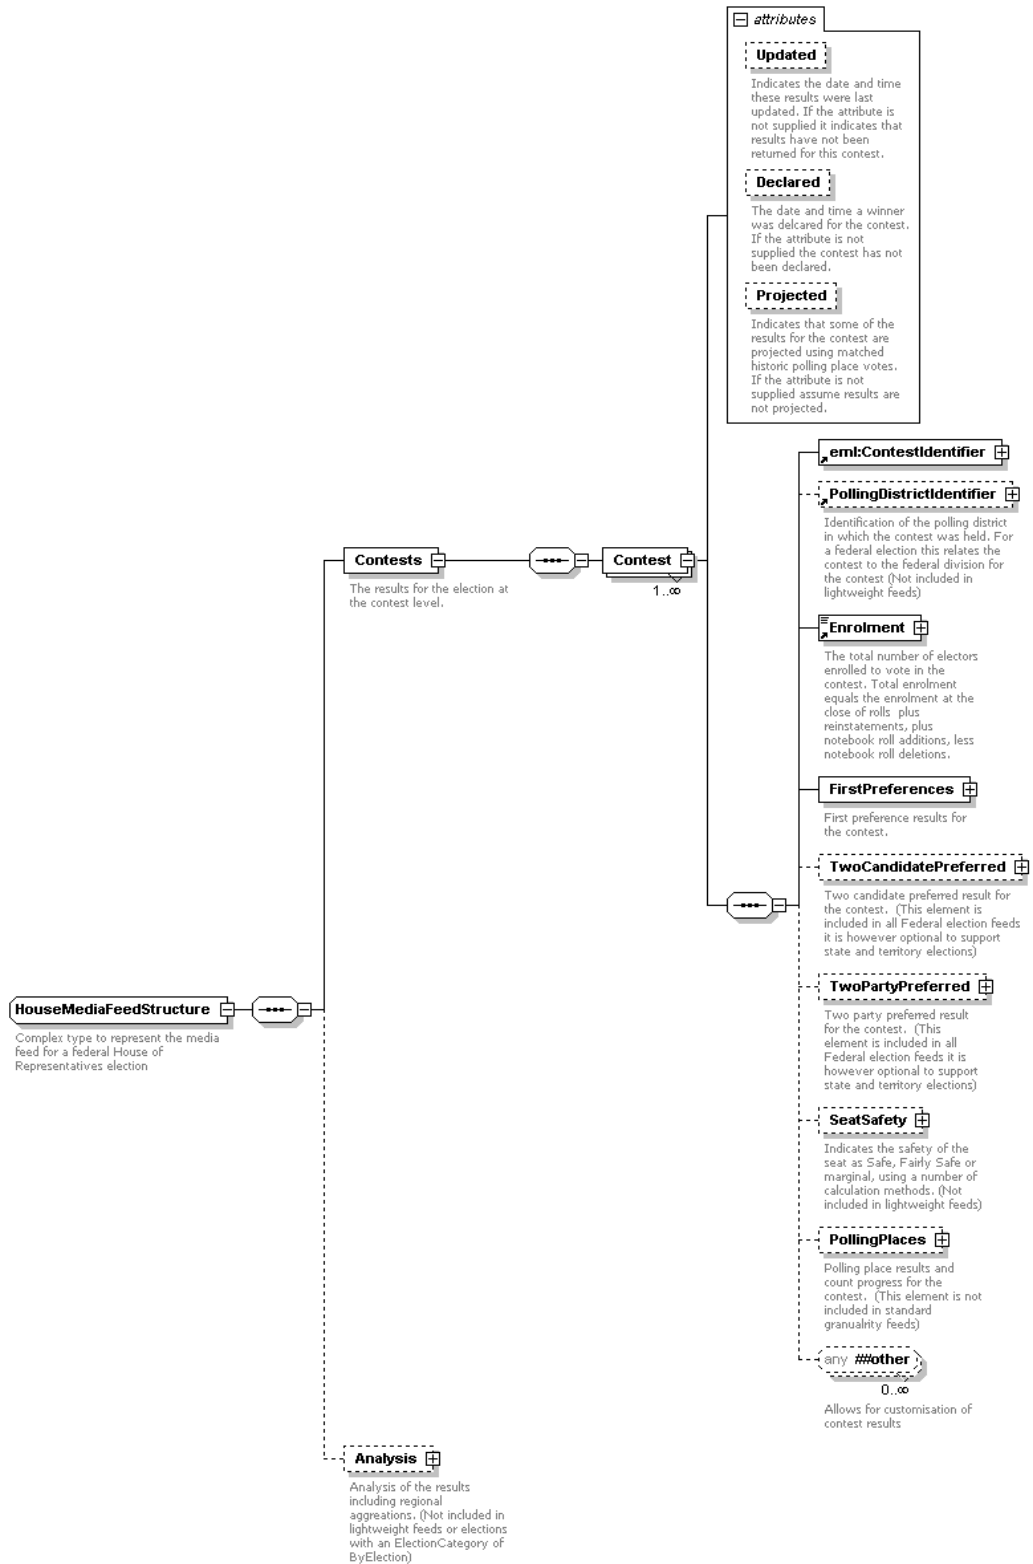 attributes
Updated
Indicates the date and time
these results were last
updated. If the attribute is
not supplied it indicates that
results have not been
returned for this contest.
Declared
The date and time a winner
was delcared for the contest.
If the attribute is not
supplied the contest has not
been declared.
Projected
Indicates that some of the
results for the contest are
projected using matched
historic polling place votes.
If the attribute is not
supplied assume results are
not projected.
HouseMediaFeedStructure
Complex type to represent the media
feed for a federal House of
Representatives election
Contests
The results for the election at
the contest level.
Contest
1..∞
eml:ContestIdentifier
PollingDistrictIdentifier
Identification of the polling district
in which the contest was held. For
a federal election this relates the
contest to the federal division for
the contest (Not included in
lightweight feeds)
Enrolment
The total number of electors
enrolled to vote in the
contest. Total enrolment
equals the enrolment at the
close of rolls plus
reinstatements, plus
notebook roll additions, less
notebook roll deletions.
FirstPreferences
First preference results for
the contest.
TwoCandidatePreferred
Two candidate preferred result for
the contest. (This element is
included in all Federal election feeds
it is however optional to support
state and territory elections)
TwoPartyPreferred
Two party preferred result
for the contest. (This
element is included in all
Federal election feeds it is
however optional to support
state and territory elections)
SeatSafety
Indicates the safety of the
seat as Safe, Fairly Safe or
marginal, using a number of
calculation methods. (Not
included in lightweight feeds)
PollingPlaces
Polling place results and
count progress for the
contest. (This element is not
included in standard
granualrity feeds)
any ##other
0..∞
Allows for customisation of
contest results
Analysis
Analysis of the results
including regional
aggreations. (Not included in
lightweight feeds or elections
with an ElectionCategory of
ByElection)